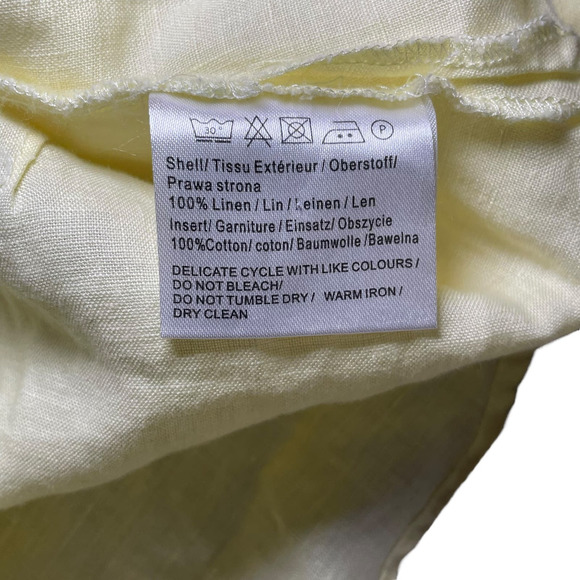 30°
P
Shell/ Tissu Extérieur / Oberstoff/
Prawa strona
100% Linen / Lin / Leinen / Len
Insert/ Garniture / Einsatz/ Obszycie
100%Cotton/ coton/ Baumwolle /Bawelna
DELICATE CYCLE WITH LIKE COLOURS /
DO NOT BLEACH/
DO NOT TUMBLE DRY / WARM IRON /
DRY CLEAN